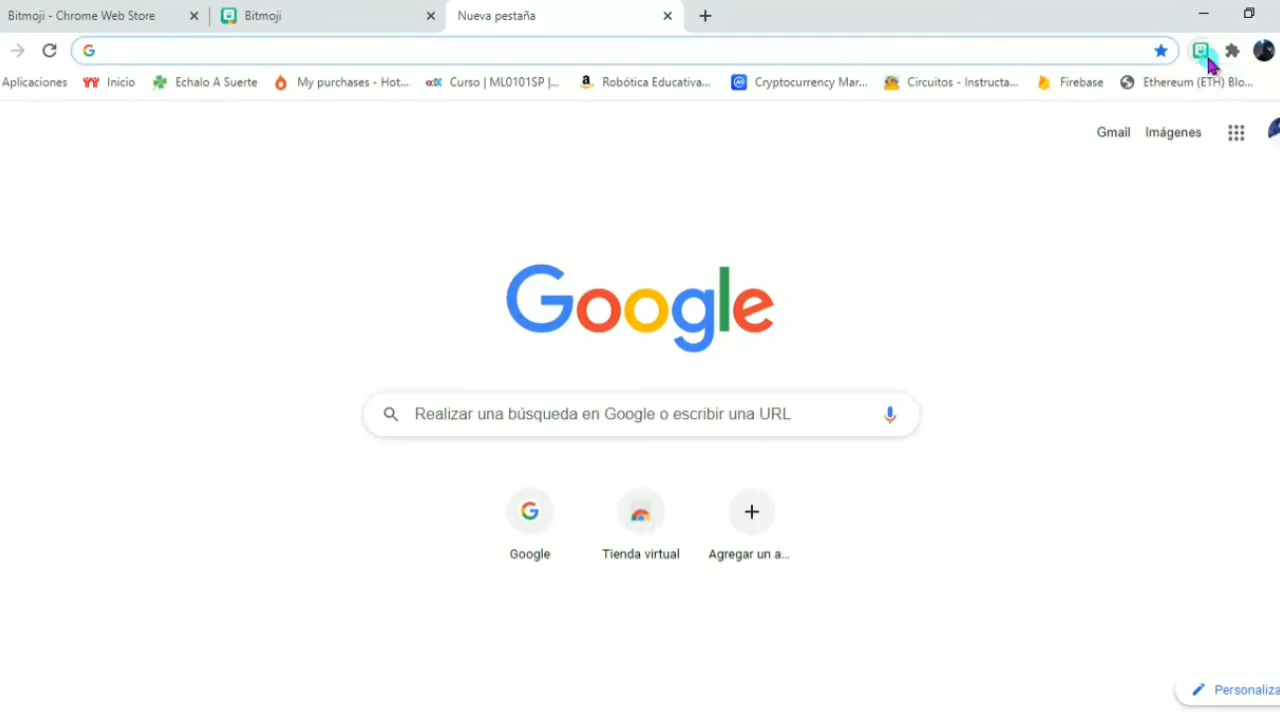 Bitmoji - Chrome Web Store
Bitmoji
Nueva pestaña
Aplicaciones
Inicio
Echalo A Suerte
My purchases - Hot...
Curso | ML0101SP |...
Robótica Educativa...
Cryptocurrency Mar...
Circuitos - Instructa...
Firebase
Ethereum (ETH) Blo...
Gmail
Imágenes
Google
Realizar una búsqueda en Google o escribir una URL
Google
Tienda virtual
Agregar un a...
Personaliza